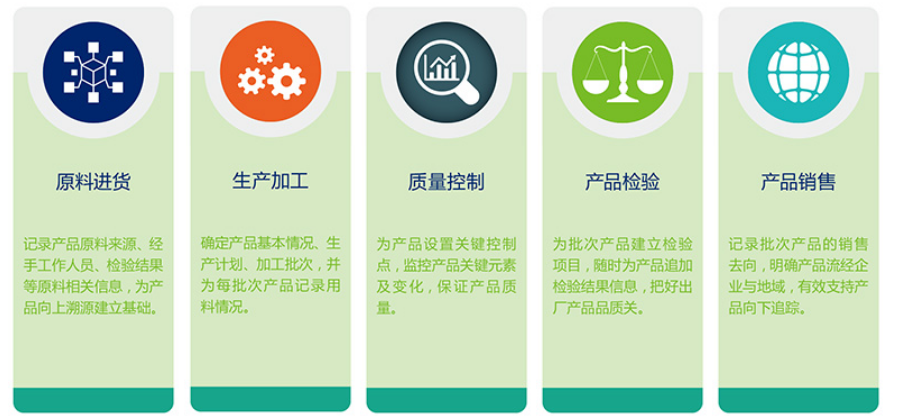 原料进货
记录产品原料来源、经
手工作人员、检验结果
等原料相关信息，为产
品向上溯源建立基础。
生产加工
确定产品基本情况、生
产计划、加工批次，并
为每批次产品记录用
料情况。
质量控制
为产品设置关键控制
点，监控产品关键元素
及变化，保证产品质
量。
产品检验
为批次产品建立检验
项目，随时为产品追加
检验结果信息，把好出
厂产品品质关。
产品销售
记录批次产品的销售
去向，明确产品流经企
业与地域，有效支持产
品向下追踪。